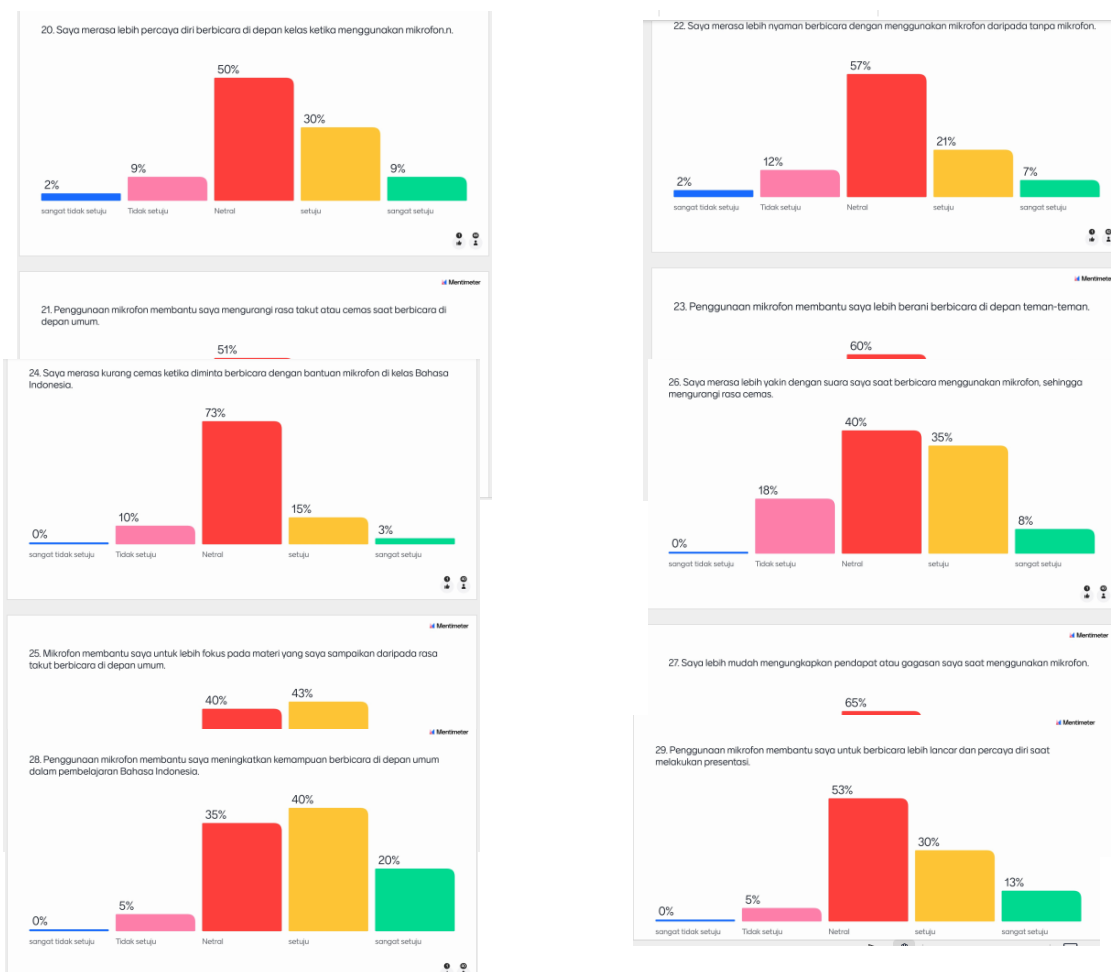 20. Saya merasa lebih percaya diri berbicara di depan kelas ketika menggunakan mikrofon.n.
50%
30%
9%
9%
2%
sangat tidak setuju Tidak setuju Netral setuju sangat setuju
Mentimeter
21. Penggunaan mikrofon membantu saya mengurangi rasa takut atau cemas saat berbicara di
depan umum.
51%
24. Saya merasa kurang cemas ketika diminta berbicara dengan bantuan mikrofon di kelas Bahasa
Indonesia.
73%
15%
10%
3%
0%
sangat tidak setuju Tidak setuju Netral setuju sangat setuju
Mentimeter
25. Mikrofon membantu saya untuk lebih fokus pada materi yang saya sampaikan daripada rasa
takut berbicara di depan umum.
40% 43%
Mentimeter
28. Penggunaan mikrofon membantu saya meningkatkan kemampuan berbicara di depan umum
dalam pembelajaran Bahasa Indonesia.
40%
35%
20%
5%
0%
sangat tidak setuju Tidak setuju Netral setuju sangat setuju
22. Saya merasa lebih nyaman berbicara dengan menggunakan mikrofon daripada tanpa mikrofon.
57%
21%
12%
7%
2%
sangat tidak setuju Tidak setuju Netral setuju sangat setuju
Mentimete
23. Penggunaan mikrofon membantu saya lebih berani berbicara di depan teman-teman.
60%
26. Saya merasa lebih yakin dengan suara saya saat berbicara menggunakan mikrofon, sehingga
mengurangi rasa cemas.
40%
35%
18%
8%
0%
sangat tidak setuju Tidak setuju Netral setuju sangat setuju
Mentimeter
27. Saya lebih mudah mengungkapkan pendapat atau gagasan saya saat menggunakan mikrofon.
65%
Mentimeter
29. Penggunaan mikrofon membantu saya untuk berbicara lebih lancar dan percaya diri saat
melakukan presentasi.
53%
30%
13%
5%
0%
sangat tidak setuju Tidak setuju Netral setuju sangat setuju